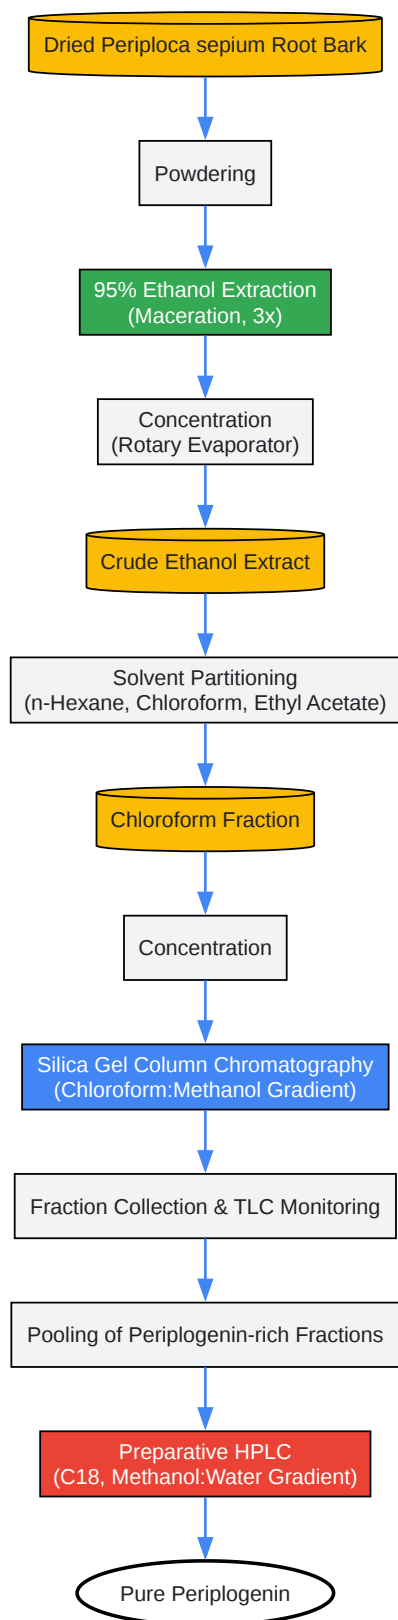 Dried Periploca sepium Root Bark
Powdering
95% Ethanol Extraction
(Maceration, 3x)
Concentration
(Rotary Evaporator)
Crude Ethanol Extract
Solvent Partitioning
(n-Hexane, Chloroform, Ethyl Acetate)
Chloroform Fraction
Concentration
Silica Gel Column Chromatography
(Chloroform:Methanol Gradient)
Fraction Collection & TLC Monitoring
Pooling of Periplogenin-rich Fractions
Preparative HPLC
(C18, Methanol:Water Gradient)
Pure Periplogenin